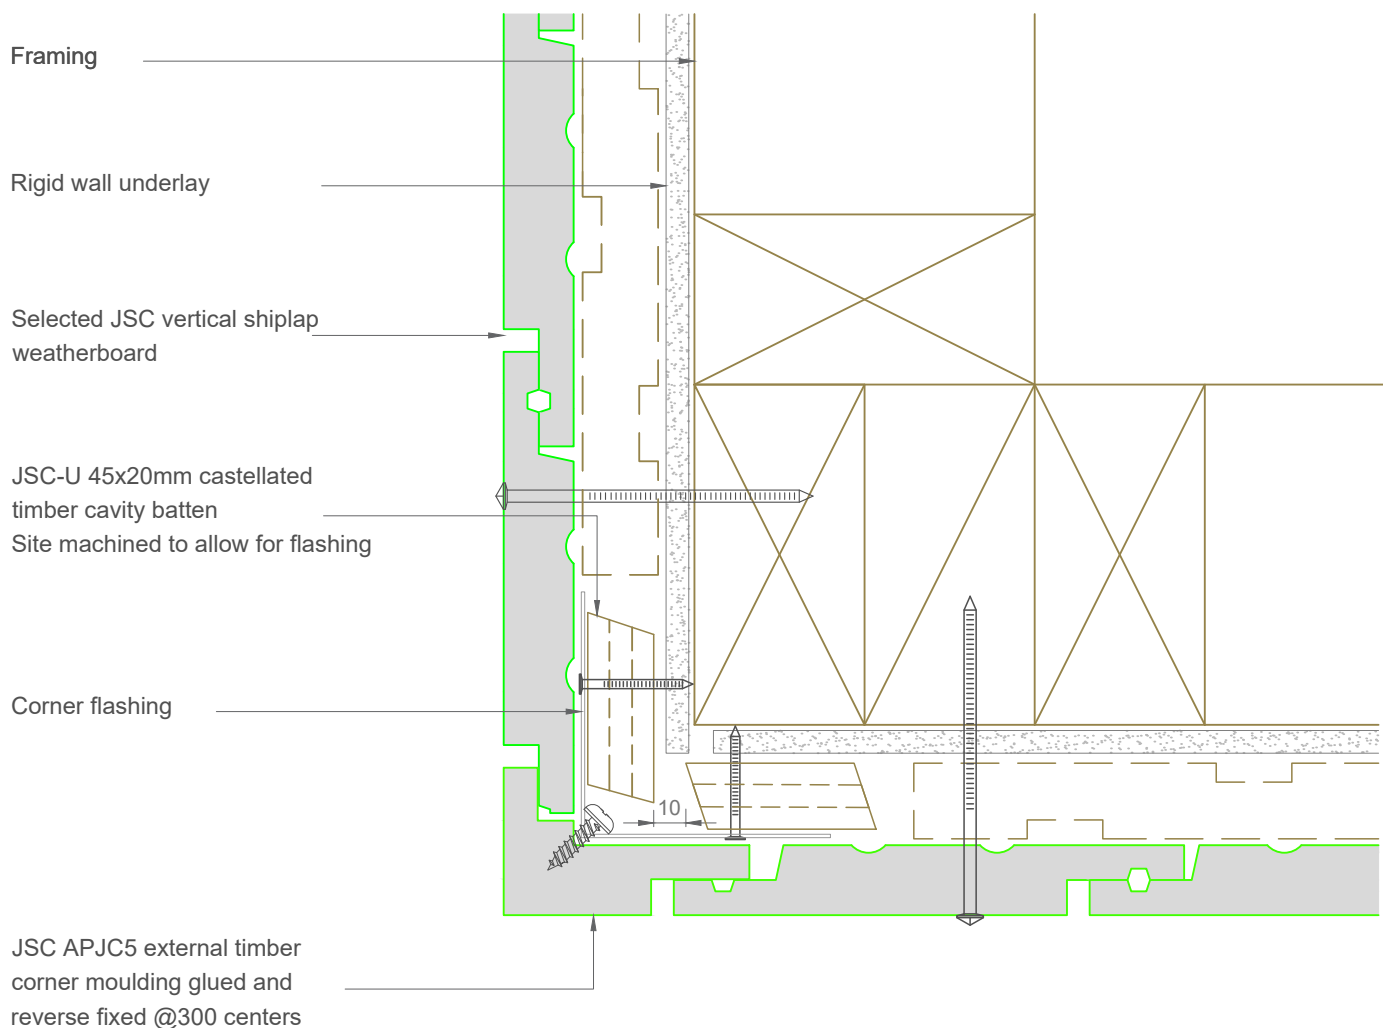 Framing
Rigid wall underlay
Selected JSC vertical shiplap
weatherboard
JSC-U 45x20mm castellated
timber cavity batten
Site machined to allow for flashing
Corner flashing
10
JSC APJC5 external timber
corner moulding glued and
reverse fixed @300 centers